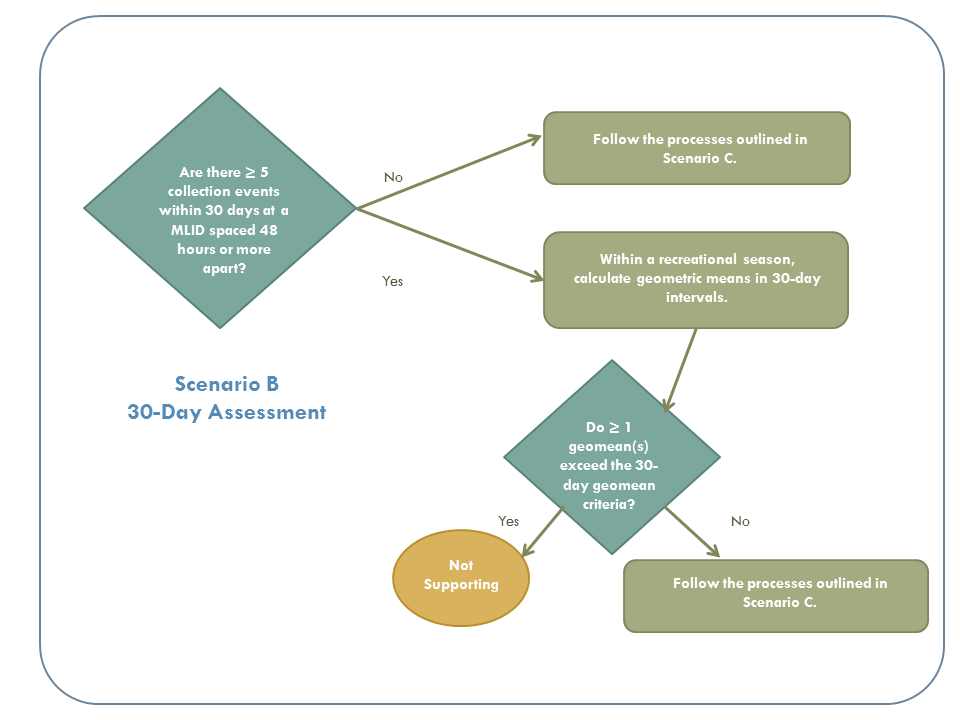 Are there ≥ 5
collection events
within 30 days at a
MLID spaced 48
hours or more
apart?
No
Follow the processes outlined in
Scenario C.
Yes
Within a recreational season,
calculate geometric means in 30-day
intervals.
Scenario B
30-Day Assessment
Do ≥ 1
geomean(s)
exceed the 30-
day geomean
criteria?
Yes
No
Not
Supporting
Follow the processes outlined in
Scenario C.